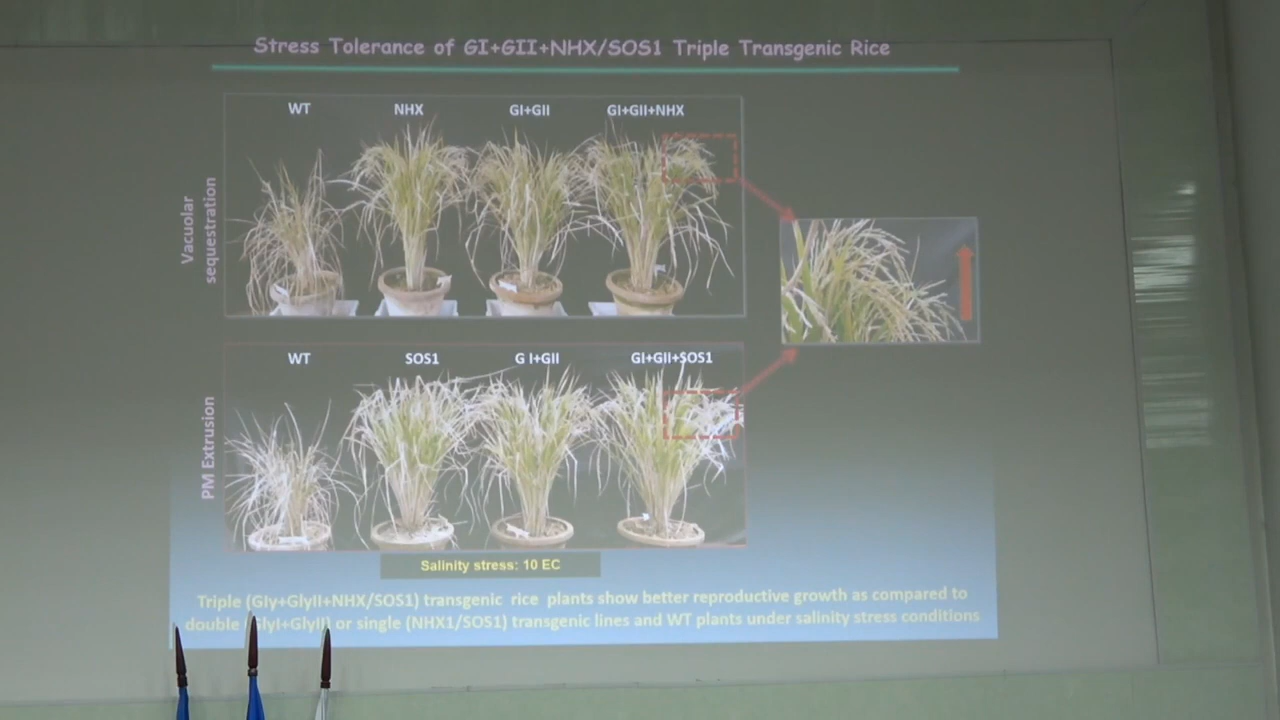 Stress Tolerance of GI+GII+NHX/SOS1 Triple Transgenic Rice
WT NHX GI+GII GI+GII+NHX
Vacuolar
sequestration
WT SOS1 G I+GII GI+GII+SOS1
PM Extrusion
Salinity stress: 10 EC
Triple (Gly+GlyII+NHX/SOS1) transgenic rice plants show better reproductive growth as compared to
double (GlyI+GlyII) or single (NHX1/SOS1) transgenic lines and WT plants under salinity stress conditions